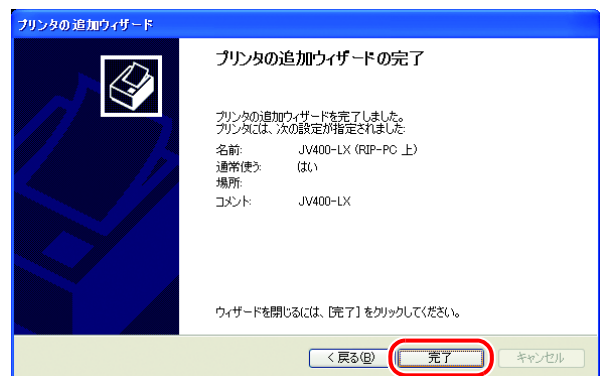 プリンタの追加ウィザード
プリンタの追加ウィザードの完了
プリンタの追加ウィザードを完了しました。
プリンタには、次の設定が指定されました:
名前: JV400-LX (RIP-PC 上)
通常使う: はい
場所:
コメント: JV400-LX
ウィザードを閉じるには、[完了] をクリックしてください。
< 戻る(B) 完了 キャンセル